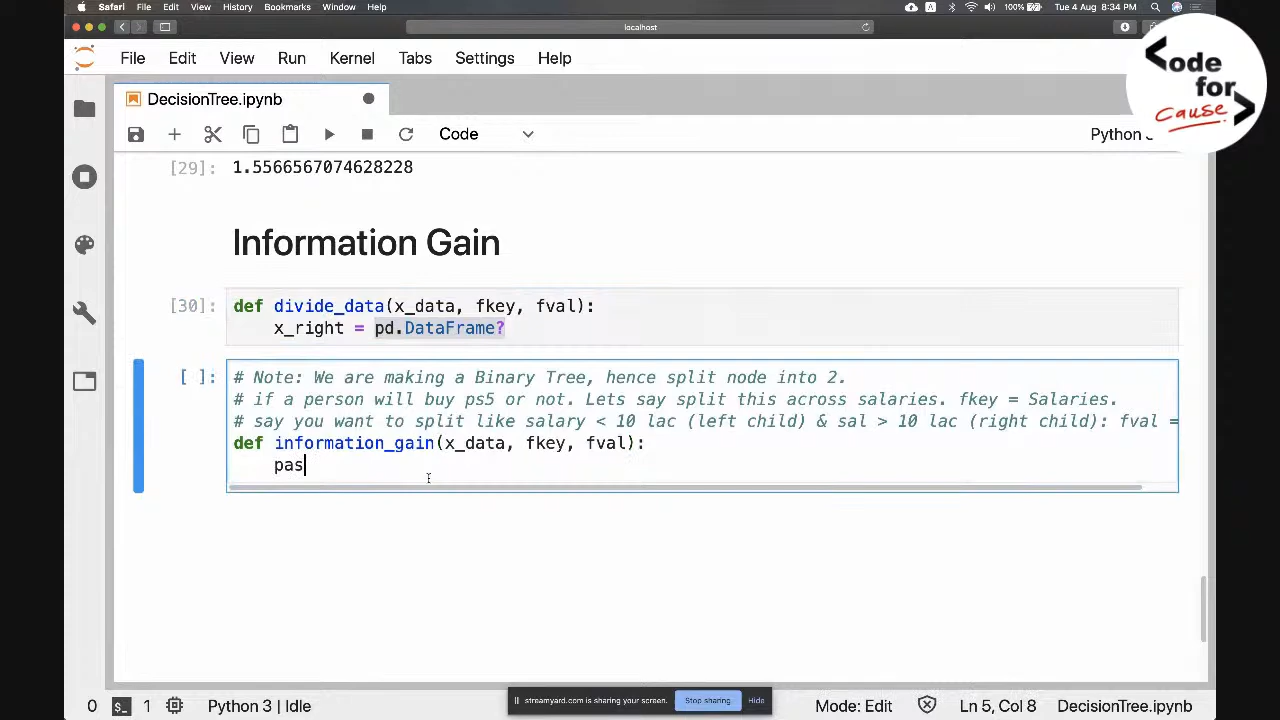 Safari File Edit View History Bookmarks Window Help 100% Tue 4 Aug 8:34 PM
localhost
File Edit View Run Kernel Tabs Settings Help
<ode for cause>
DecisionTree.ipynb
Code Python
[29]: 1.5566567074628228
Information Gain
[30]: def divide_data(x_data, fkey, fval):
x_right = pd.DataFrame?
[ ]: # Note: We are making a Binary Tree, hence split node into 2.
# if a person will buy ps5 or not. Lets say split this across salaries. fkey = Salaries.
# say you want to split like salary < 10 lac (left child) & sal > 10 lac (right child): fval =
def information_gain(x_data, fkey, fval):
pas
streamyard.com is sharing your screen. Stop sharing Hide
0 $_ 1 Python 3 | Idle Mode: Edit Ln 5, Col 8 DecisionTree.ipynb